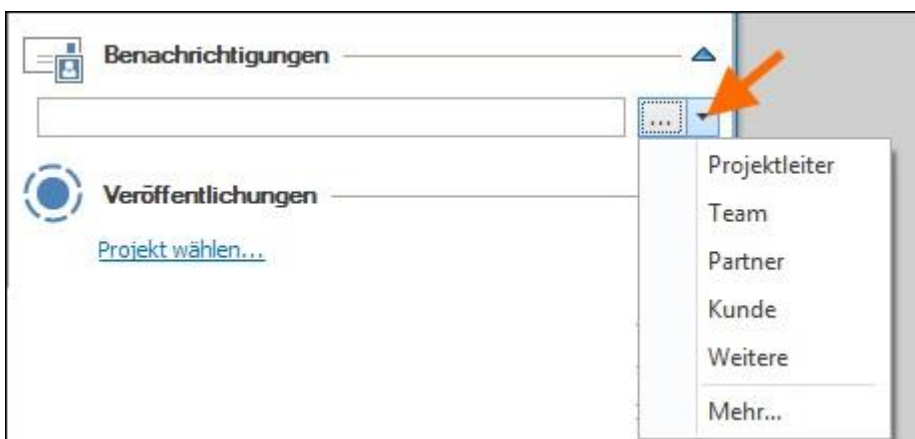 Benachrichtigungen
...
Veröffentlichungen
Projekt wählen...
Projektleiter
Team
Partner
Kunde
Weitere
Mehr...